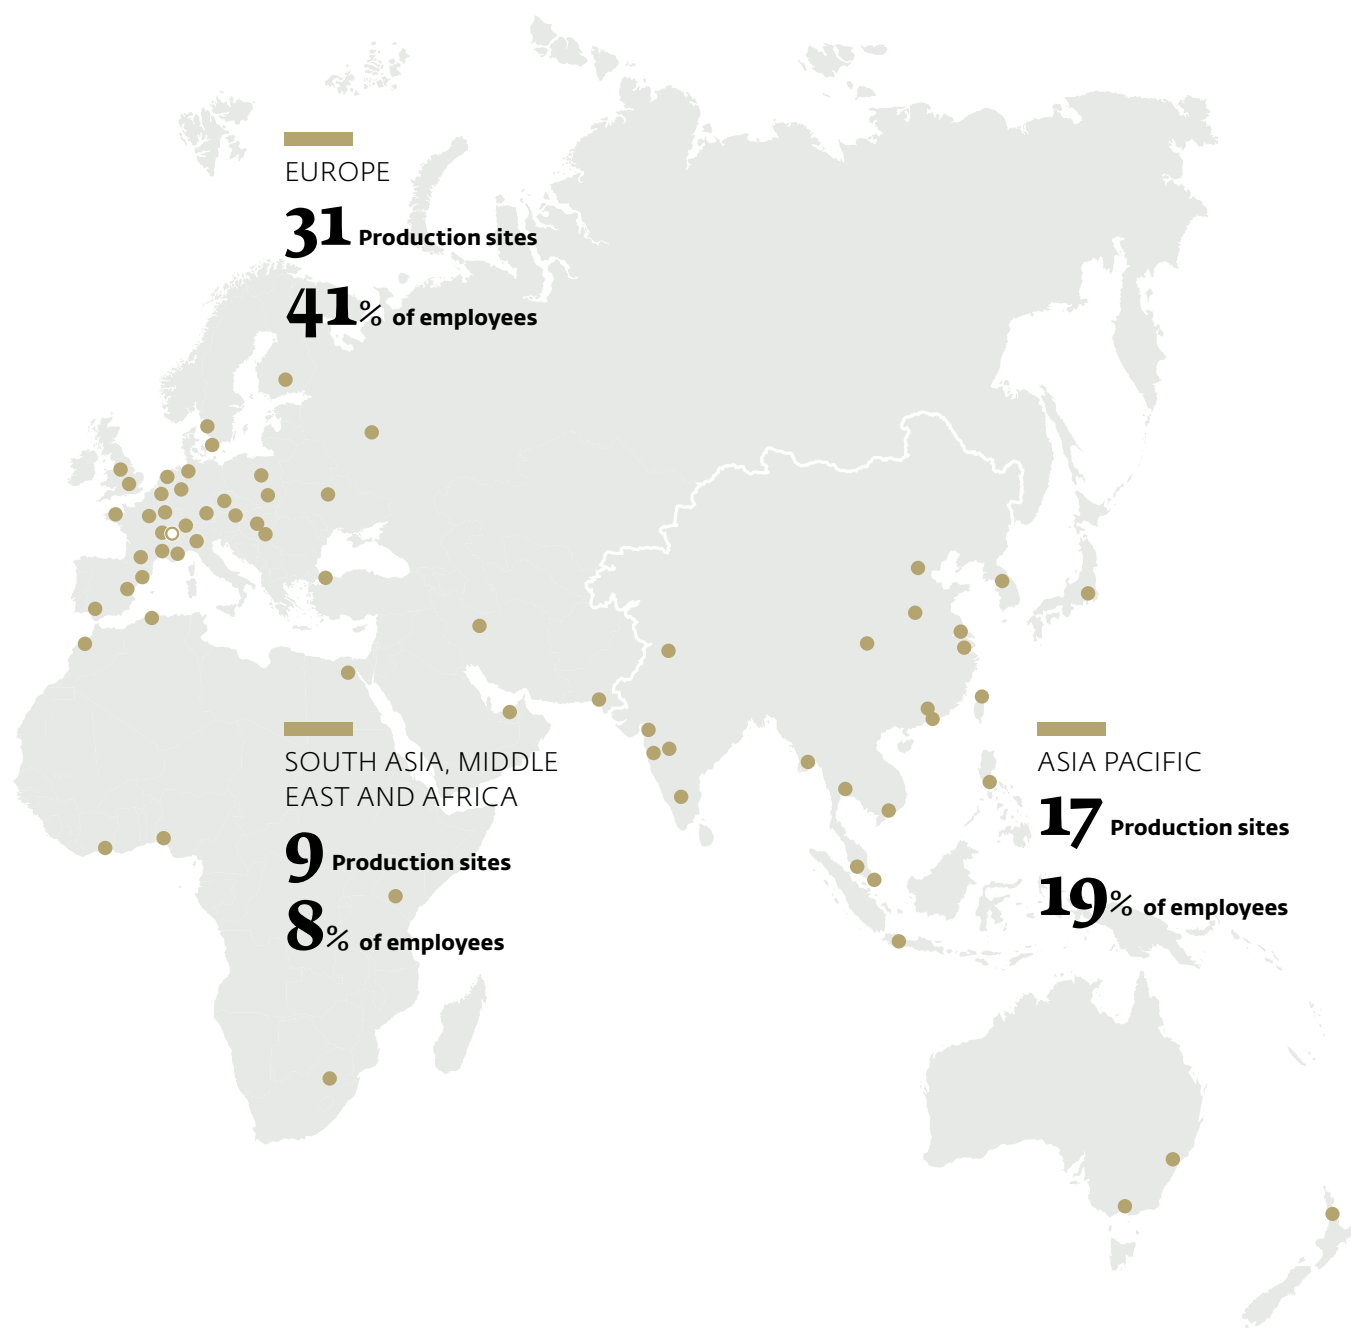 EUROPE
31 Production sites
41% of employees
SOUTH ASIA, MIDDLE
EAST AND AFRICA
9 Production sites
8% of employees
ASIA PACIFIC
17 Production sites
19% of employees